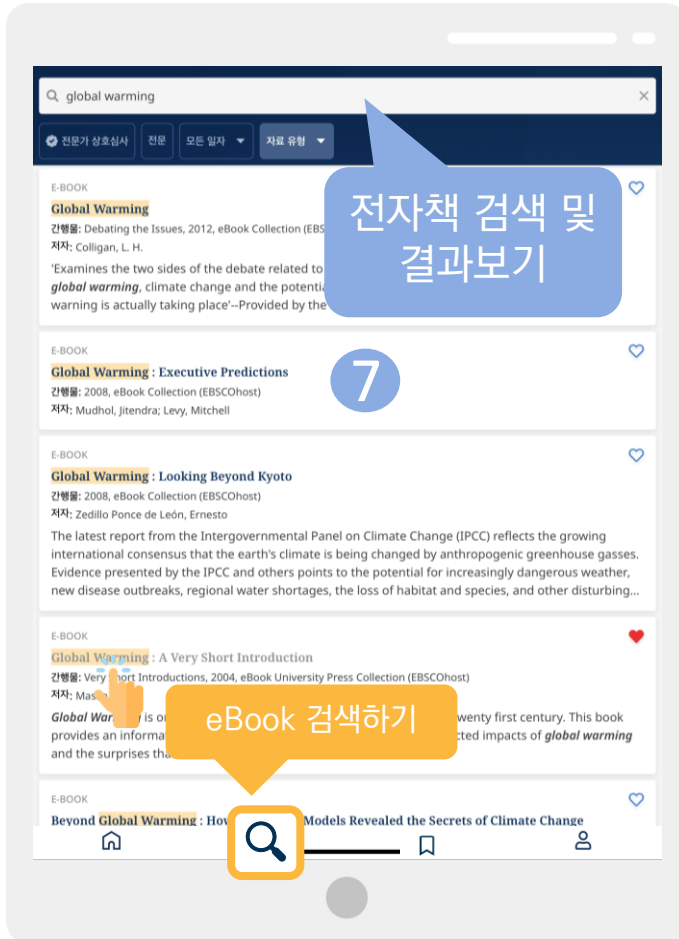 global warming
전문가 상호심사 전문 모든 일자 자료 유형
전자책 검색 및
결과보기
E-BOOK
Global Warming
간행물: Debating the Issues, 2012, eBook Collection (EBS
저자: Colligan, L. H.
'Examines the two sides of the debate related to
global warming, climate change and the
warning is actually taking place'--Provided by the
E-BOOK
Global Warming : Executive Predictions
간행물: 2008, eBook Collection (EBSCOhost)
저자: Mudhol, Jitendra; Levy, Mitchell
7
E-BOOK
Global Warming : Looking Beyond Kyoto
간행물: 2008, eBook Collection (EBSCOhost)
저자: Zedillo Ponce de León, Ernesto
The latest report from the Intergovernmental Panel on Climate Change (IPCC) reflects the growing
international consensus that the earth's climate is being changed by anthropogenic greenhouse gasses.
Evidence presented by the IPCC and others points to the potential for increasingly dangerous weather,
new disease outbreaks, regional water shortages, the loss of habitat and species, and other disturbing...
E-BOOK
Global Warming : A Very Short Introduction
간행물: Very Short Introductions, 2004, eBook University Press Collection (EBSCOhost)
저자:
Global is wenty first century. This book
provides an cted impacts of global warming
and the surprises
eBook 검색하기
E-BOOK
Beyond Global Warming : Models Revealed the Secrets of Climate Change